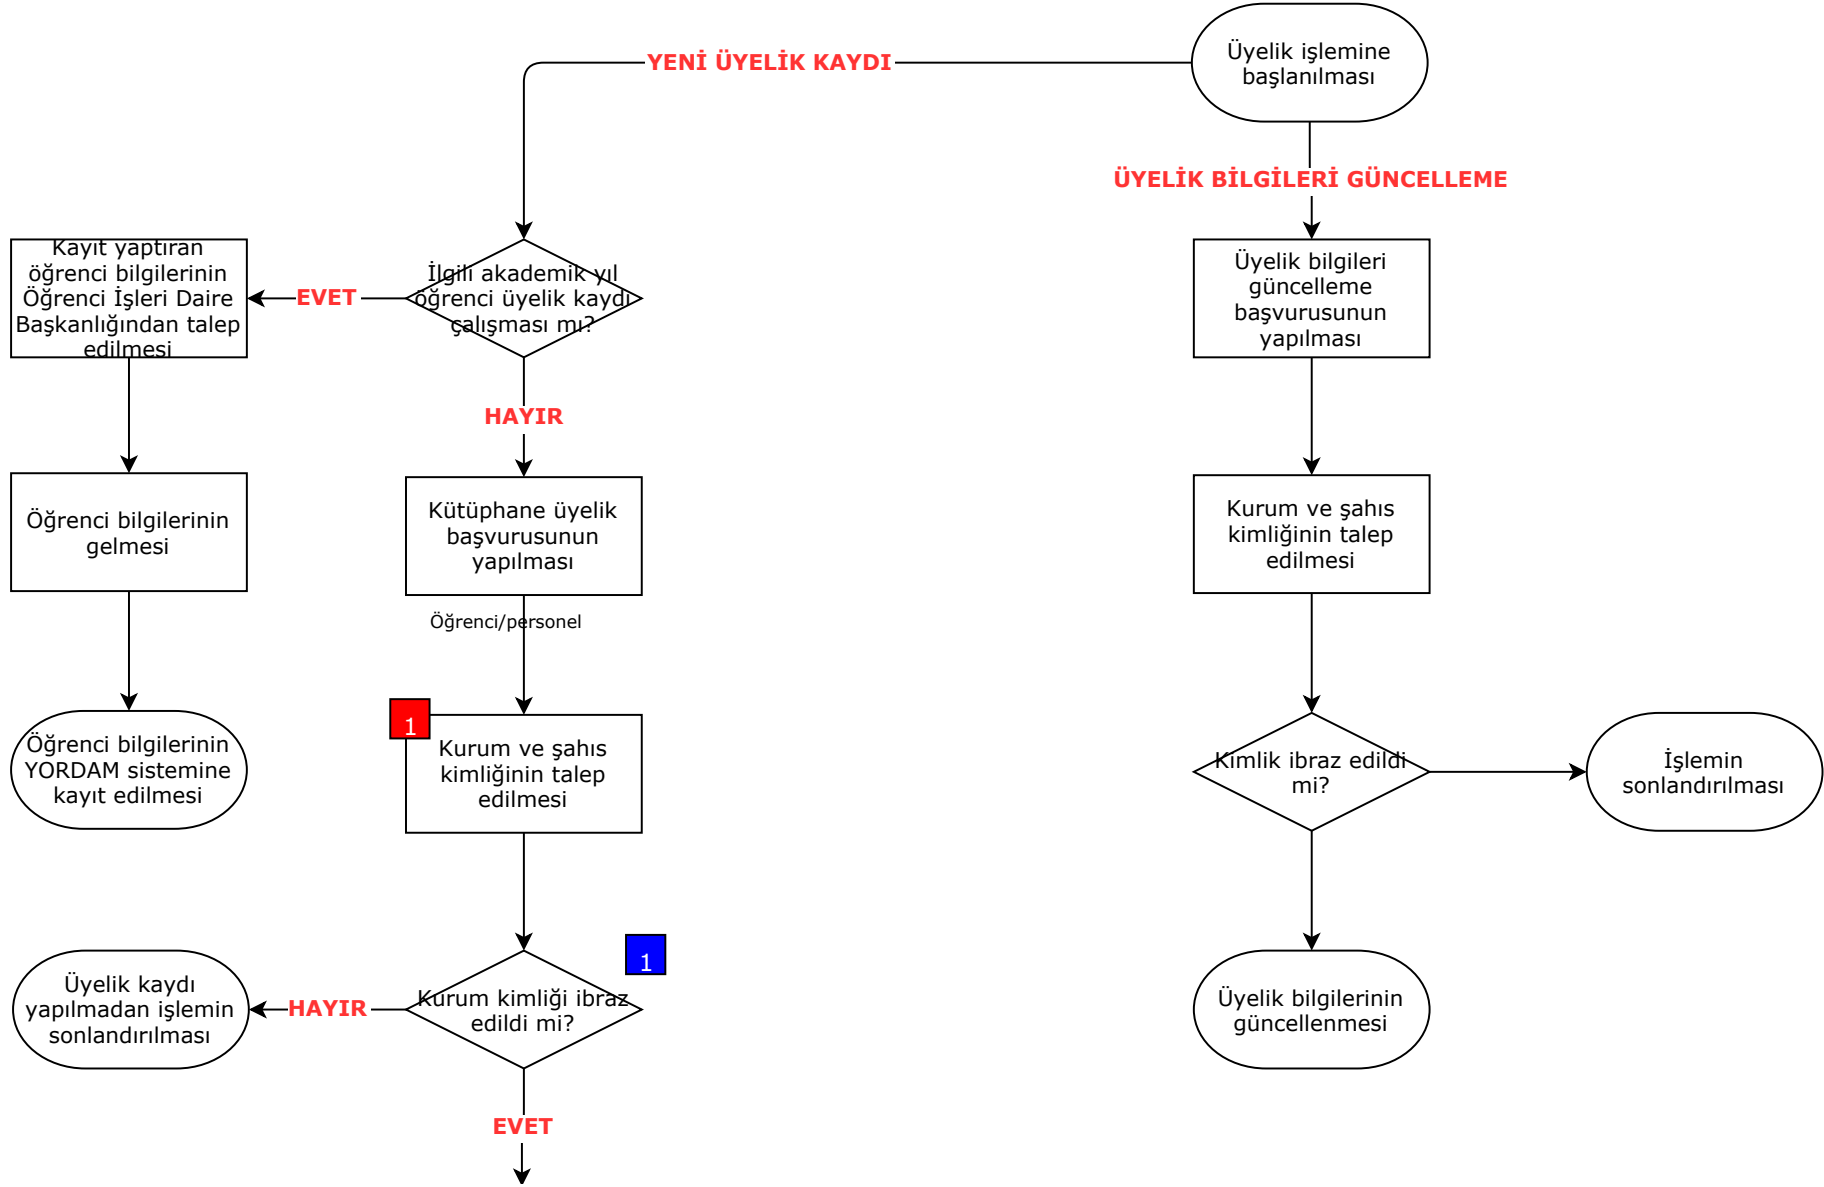 Üyelik işlemine
başlanılması
YENİ ÜYELİK KAYDI
ÜYELİK BİLGİLERİ GÜNCELLEME
Kayıt yaptıran
öğrenci bilgilerinin
Öğrenci İşleri Daire
Başkanlığından talep
edilmesi
EVET
İlgili akademik yıl
öğrenci üyelik kaydı
çalışması mı?
Üyelik bilgileri
güncelleme
başvurusunun
yapılması
HAYIR
Öğrenci bilgilerinin
gelmesi
Kütüphane üyelik
başvurusunun
yapılması
Kurum ve şahıs
kimliğinin talep
edilmesi
Öğrenci/personel
Öğrenci bilgilerinin
YORDAM sistemine
kayıt edilmesi
1
Kurum ve şahıs
kimliğinin talep
edilmesi
Kimlik ibraz edildi
mi?
İşlemin
sonlandırılması
1
Üyelik kaydı
yapılmadan işlemin
sonlandırılması
HAYIR
Kurum kimliği ibraz
edildi mi?
Üyelik bilgilerinin
güncellenmesi
EVET